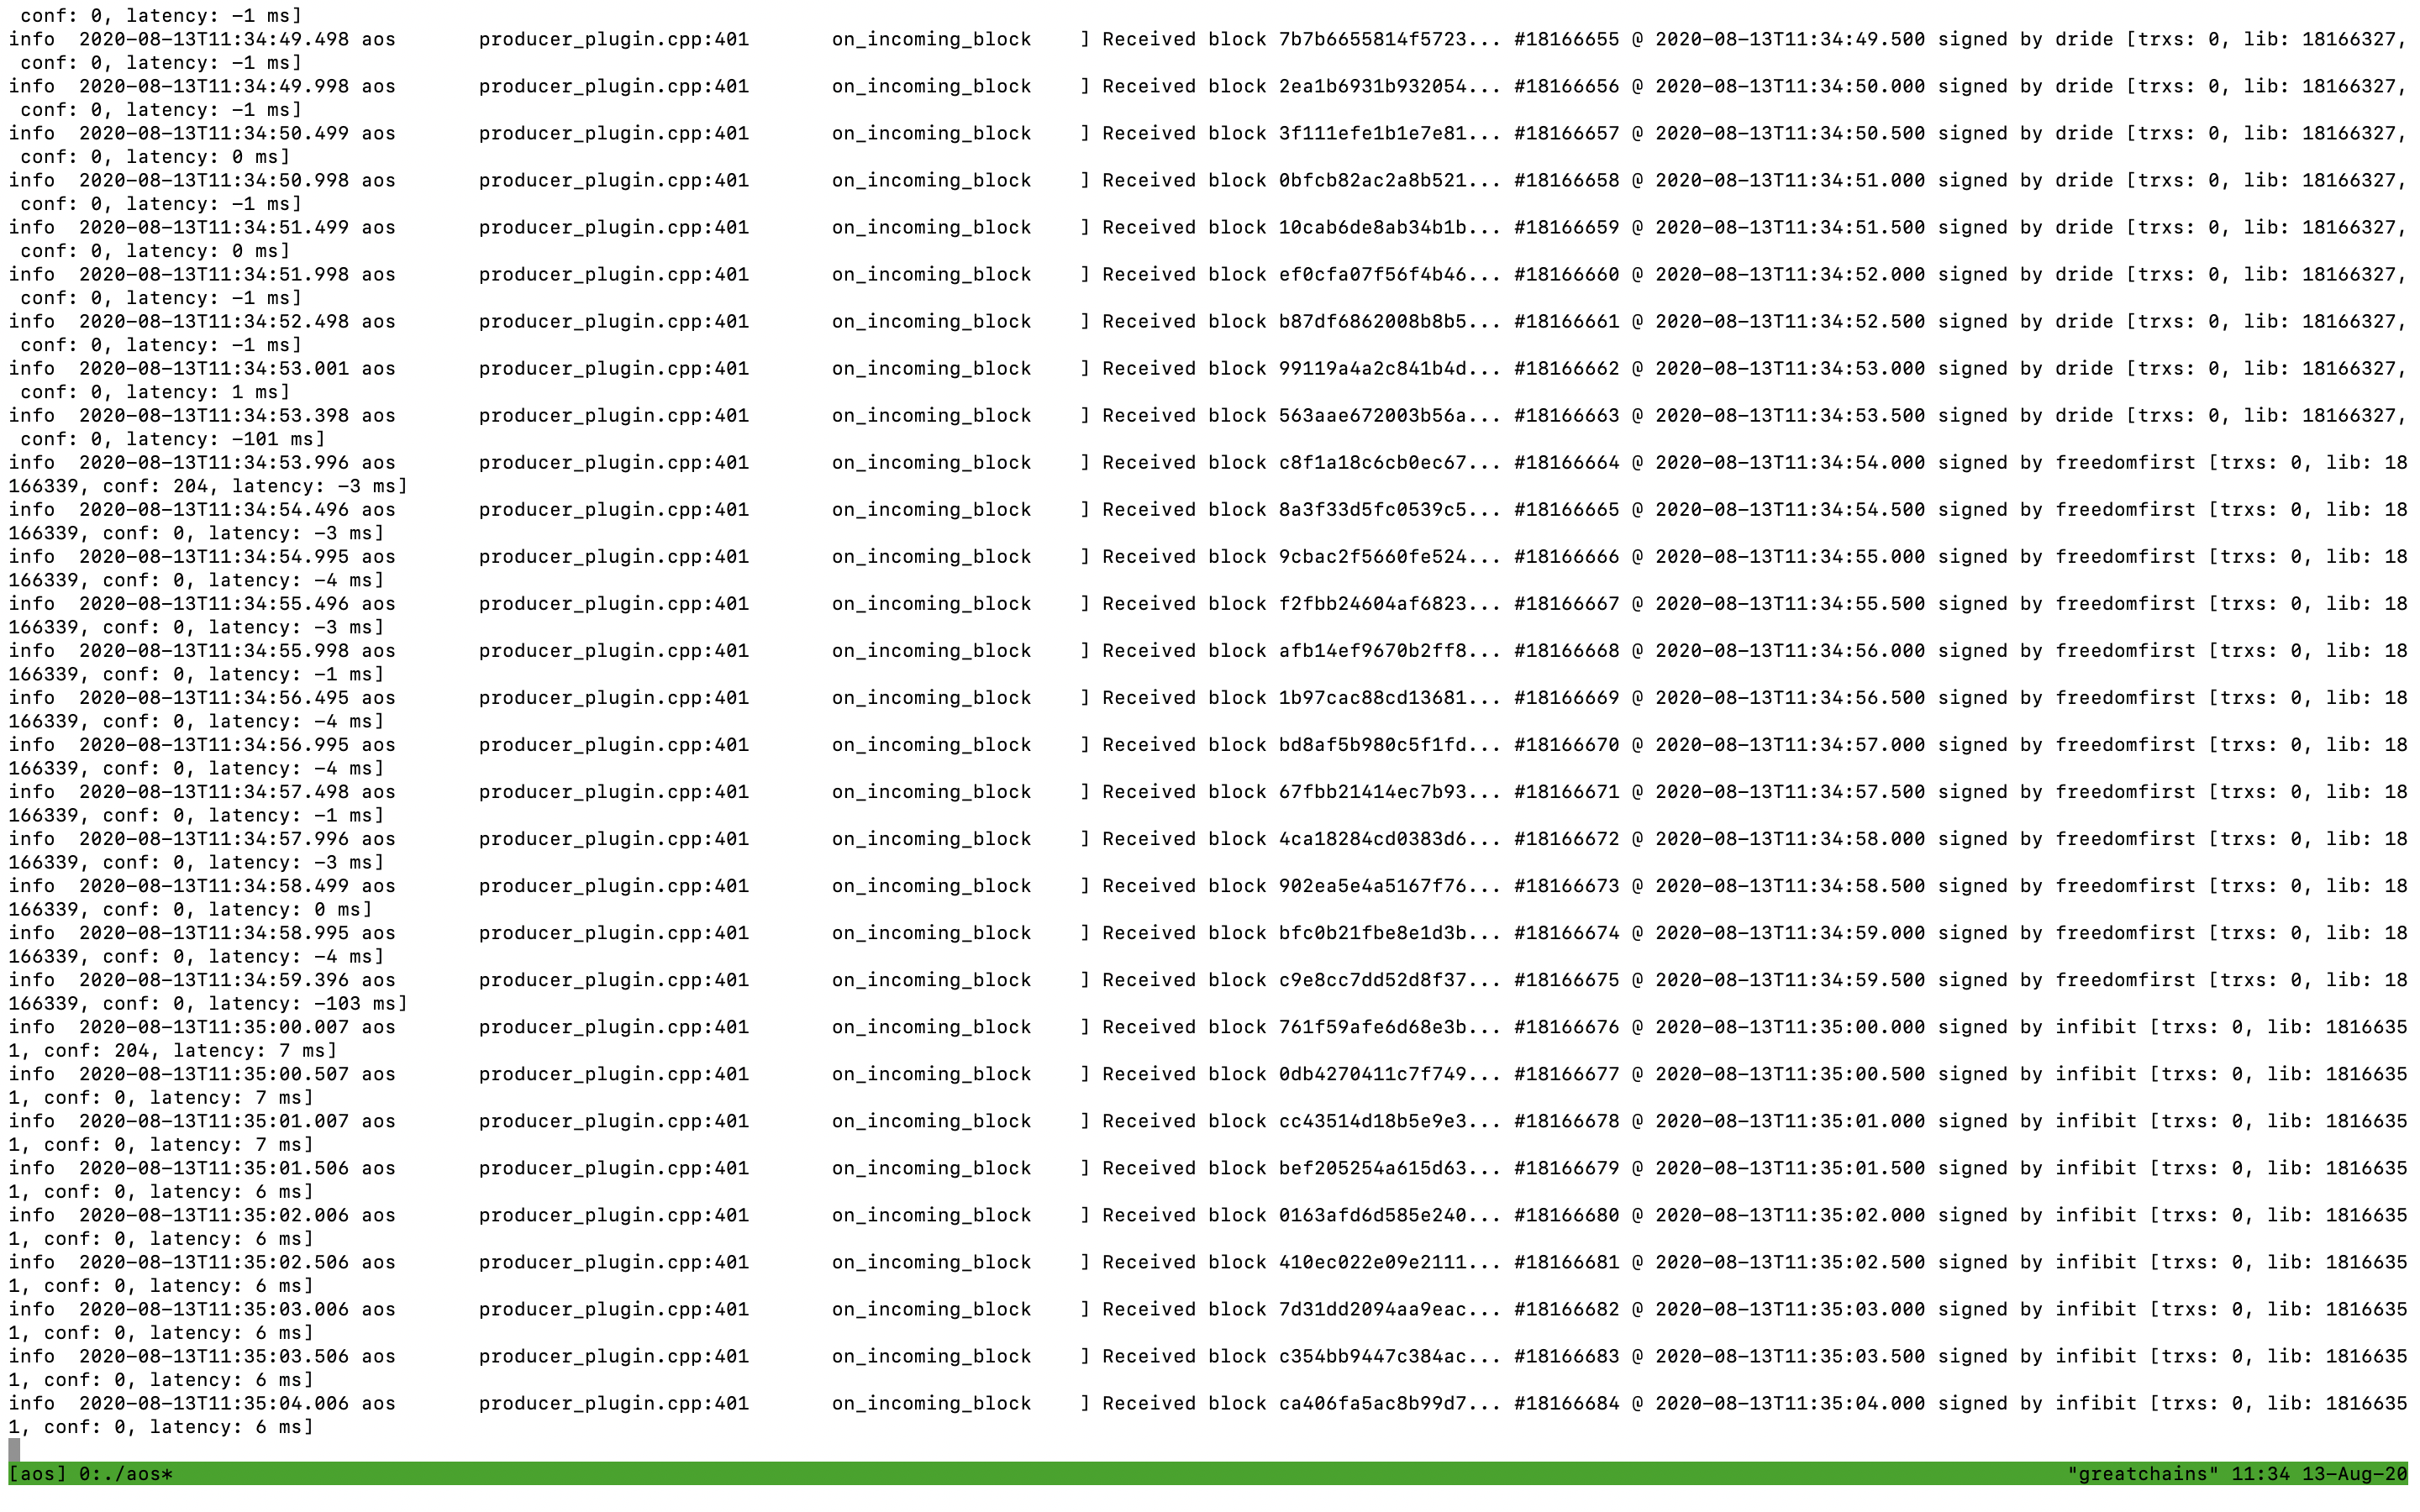 conf: 0, latency: -1 ms]
info  2020-08-13T11:34:49.498 aos       producer_plugin.cpp:401       on_incoming_block    ] Received block 7b7b6655814f5723... #18166655 @ 2020-08-13T11:34:49.500 signed by dride [trxs: 0, lib: 18166327,
 conf: 0, latency: -1 ms]
info  2020-08-13T11:34:49.998 aos       producer_plugin.cpp:401       on_incoming_block    ] Received block 2ea1b6931b932054... #18166656 @ 2020-08-13T11:34:50.000 signed by dride [trxs: 0, lib: 18166327,
 conf: 0, latency: -1 ms]
info  2020-08-13T11:34:50.499 aos       producer_plugin.cpp:401       on_incoming_block    ] Received block 3f111efe1b1e7e81... #18166657 @ 2020-08-13T11:34:50.500 signed by dride [trxs: 0, lib: 18166327,
 conf: 0, latency: 0 ms]
info  2020-08-13T11:34:50.998 aos       producer_plugin.cpp:401       on_incoming_block    ] Received block 0bfcb82ac2a8b521... #18166658 @ 2020-08-13T11:34:51.000 signed by dride [trxs: 0, lib: 18166327,
 conf: 0, latency: -1 ms]
info  2020-08-13T11:34:51.499 aos       producer_plugin.cpp:401       on_incoming_block    ] Received block 10cab6de8ab34b1b... #18166659 @ 2020-08-13T11:34:51.500 signed by dride [trxs: 0, lib: 18166327,
 conf: 0, latency: 0 ms]
info  2020-08-13T11:34:51.998 aos       producer_plugin.cpp:401       on_incoming_block    ] Received block ef0cfa07f56f4b46... #18166660 @ 2020-08-13T11:34:52.000 signed by dride [trxs: 0, lib: 18166327,
 conf: 0, latency: -1 ms]
info  2020-08-13T11:34:52.498 aos       producer_plugin.cpp:401       on_incoming_block    ] Received block b87df6862008b8b5... #18166661 @ 2020-08-13T11:34:52.500 signed by dride [trxs: 0, lib: 18166327,
 conf: 0, latency: -1 ms]
info  2020-08-13T11:34:53.001 aos       producer_plugin.cpp:401       on_incoming_block    ] Received block 99119a4a2c841b4d... #18166662 @ 2020-08-13T11:34:53.000 signed by dride [trxs: 0, lib: 18166327,
 conf: 0, latency: 1 ms]
info  2020-08-13T11:34:53.398 aos       producer_plugin.cpp:401       on_incoming_block    ] Received block 563aae672003b56a... #18166663 @ 2020-08-13T11:34:53.500 signed by dride [trxs: 0, lib: 18166327,
 conf: 0, latency: -101 ms]
info  2020-08-13T11:34:53.996 aos       producer_plugin.cpp:401       on_incoming_block    ] Received block c8f1a18c6cb0ec67... #18166664 @ 2020-08-13T11:34:54.000 signed by freedomfirst [trxs: 0, lib: 18
166339, conf: 204, latency: -3 ms]
info  2020-08-13T11:34:54.496 aos       producer_plugin.cpp:401       on_incoming_block    ] Received block 8a3f33d5fc0539c5... #18166665 @ 2020-08-13T11:34:54.500 signed by freedomfirst [trxs: 0, lib: 18
166339, conf: 0, latency: -3 ms]
info  2020-08-13T11:34:54.995 aos       producer_plugin.cpp:401       on_incoming_block    ] Received block 9cbac2f5660fe524... #18166666 @ 2020-08-13T11:34:55.000 signed by freedomfirst [trxs: 0, lib: 18
166339, conf: 0, latency: -4 ms]
info  2020-08-13T11:34:55.496 aos       producer_plugin.cpp:401       on_incoming_block    ] Received block f2fbb24604af6823... #18166667 @ 2020-08-13T11:34:55.500 signed by freedomfirst [trxs: 0, lib: 18
166339, conf: 0, latency: -3 ms]
info  2020-08-13T11:34:55.998 aos       producer_plugin.cpp:401       on_incoming_block    ] Received block afb14ef9670b2ff8... #18166668 @ 2020-08-13T11:34:56.000 signed by freedomfirst [trxs: 0, lib: 18
166339, conf: 0, latency: -1 ms]
info  2020-08-13T11:34:56.495 aos       producer_plugin.cpp:401       on_incoming_block    ] Received block 1b97cac88cd13681... #18166669 @ 2020-08-13T11:34:56.500 signed by freedomfirst [trxs: 0, lib: 18
166339, conf: 0, latency: -4 ms]
info  2020-08-13T11:34:56.995 aos       producer_plugin.cpp:401       on_incoming_block    ] Received block bd8af5b980c5f1fd... #18166670 @ 2020-08-13T11:34:57.000 signed by freedomfirst [trxs: 0, lib: 18
166339, conf: 0, latency: -4 ms]
info  2020-08-13T11:34:57.498 aos       producer_plugin.cpp:401       on_incoming_block    ] Received block 67fbb21414ec7b93... #18166671 @ 2020-08-13T11:34:57.500 signed by freedomfirst [trxs: 0, lib: 18
166339, conf: 0, latency: -1 ms]
info  2020-08-13T11:34:57.996 aos       producer_plugin.cpp:401       on_incoming_block    ] Received block 4ca18284cd0383d6... #18166672 @ 2020-08-13T11:34:58.000 signed by freedomfirst [trxs: 0, lib: 18
166339, conf: 0, latency: -3 ms]
info  2020-08-13T11:34:58.499 aos       producer_plugin.cpp:401       on_incoming_block    ] Received block 902ea5e4a5167f76... #18166673 @ 2020-08-13T11:34:58.500 signed by freedomfirst [trxs: 0, lib: 18
166339, conf: 0, latency: 0 ms]
info  2020-08-13T11:34:58.995 aos       producer_plugin.cpp:401       on_incoming_block    ] Received block bfc0b21fbe8e1d3b... #18166674 @ 2020-08-13T11:34:59.000 signed by freedomfirst [trxs: 0, lib: 18
166339, conf: 0, latency: -4 ms]
info  2020-08-13T11:34:59.396 aos       producer_plugin.cpp:401       on_incoming_block    ] Received block c9e8cc7dd52d8f37... #18166675 @ 2020-08-13T11:34:59.500 signed by freedomfirst [trxs: 0, lib: 18
166339, conf: 0, latency: -103 ms]
info  2020-08-13T11:35:00.007 aos       producer_plugin.cpp:401       on_incoming_block    ] Received block 761f59afe6d68e3b... #18166676 @ 2020-08-13T11:35:00.000 signed by infibit [trxs: 0, lib: 1816635
1, conf: 204, latency: 7 ms]
info  2020-08-13T11:35:00.507 aos       producer_plugin.cpp:401       on_incoming_block    ] Received block 0db4270411c7f749... #18166677 @ 2020-08-13T11:35:00.500 signed by infibit [trxs: 0, lib: 1816635
1, conf: 0, latency: 7 ms]
info  2020-08-13T11:35:01.007 aos       producer_plugin.cpp:401       on_incoming_block    ] Received block cc43514d18b5e9e3... #18166678 @ 2020-08-13T11:35:01.000 signed by infibit [trxs: 0, lib: 1816635
1, conf: 0, latency: 7 ms]
info  2020-08-13T11:35:01.506 aos       producer_plugin.cpp:401       on_incoming_block    ] Received block bef205254a615d63... #18166679 @ 2020-08-13T11:35:01.500 signed by infibit [trxs: 0, lib: 1816635
1, conf: 0, latency: 6 ms]
info  2020-08-13T11:35:02.006 aos       producer_plugin.cpp:401       on_incoming_block    ] Received block 0163afd6d585e240... #18166680 @ 2020-08-13T11:35:02.000 signed by infibit [trxs: 0, lib: 1816635
1, conf: 0, latency: 6 ms]
info  2020-08-13T11:35:02.506 aos       producer_plugin.cpp:401       on_incoming_block    ] Received block 410ec022e09e2111... #18166681 @ 2020-08-13T11:35:02.500 signed by infibit [trxs: 0, lib: 1816635
1, conf: 0, latency: 6 ms]
info  2020-08-13T11:35:03.006 aos       producer_plugin.cpp:401       on_incoming_block    ] Received block 7d31dd2094aa9eac... #18166682 @ 2020-08-13T11:35:03.000 signed by infibit [trxs: 0, lib: 1816635
1, conf: 0, latency: 6 ms]
info  2020-08-13T11:35:03.506 aos       producer_plugin.cpp:401       on_incoming_block    ] Received block c354bb9447c384ac... #18166683 @ 2020-08-13T11:35:03.500 signed by infibit [trxs: 0, lib: 1816635
1, conf: 0, latency: 6 ms]
info  2020-08-13T11:35:04.006 aos       producer_plugin.cpp:401       on_incoming_block    ] Received block ca406fa5ac8b99d7... #18166684 @ 2020-08-13T11:35:04.000 signed by infibit [trxs: 0, lib: 1816635
1, conf: 0, latency: 6 ms]
[aos] 0:./aos* "greatchains" 11:34 13-Aug-20